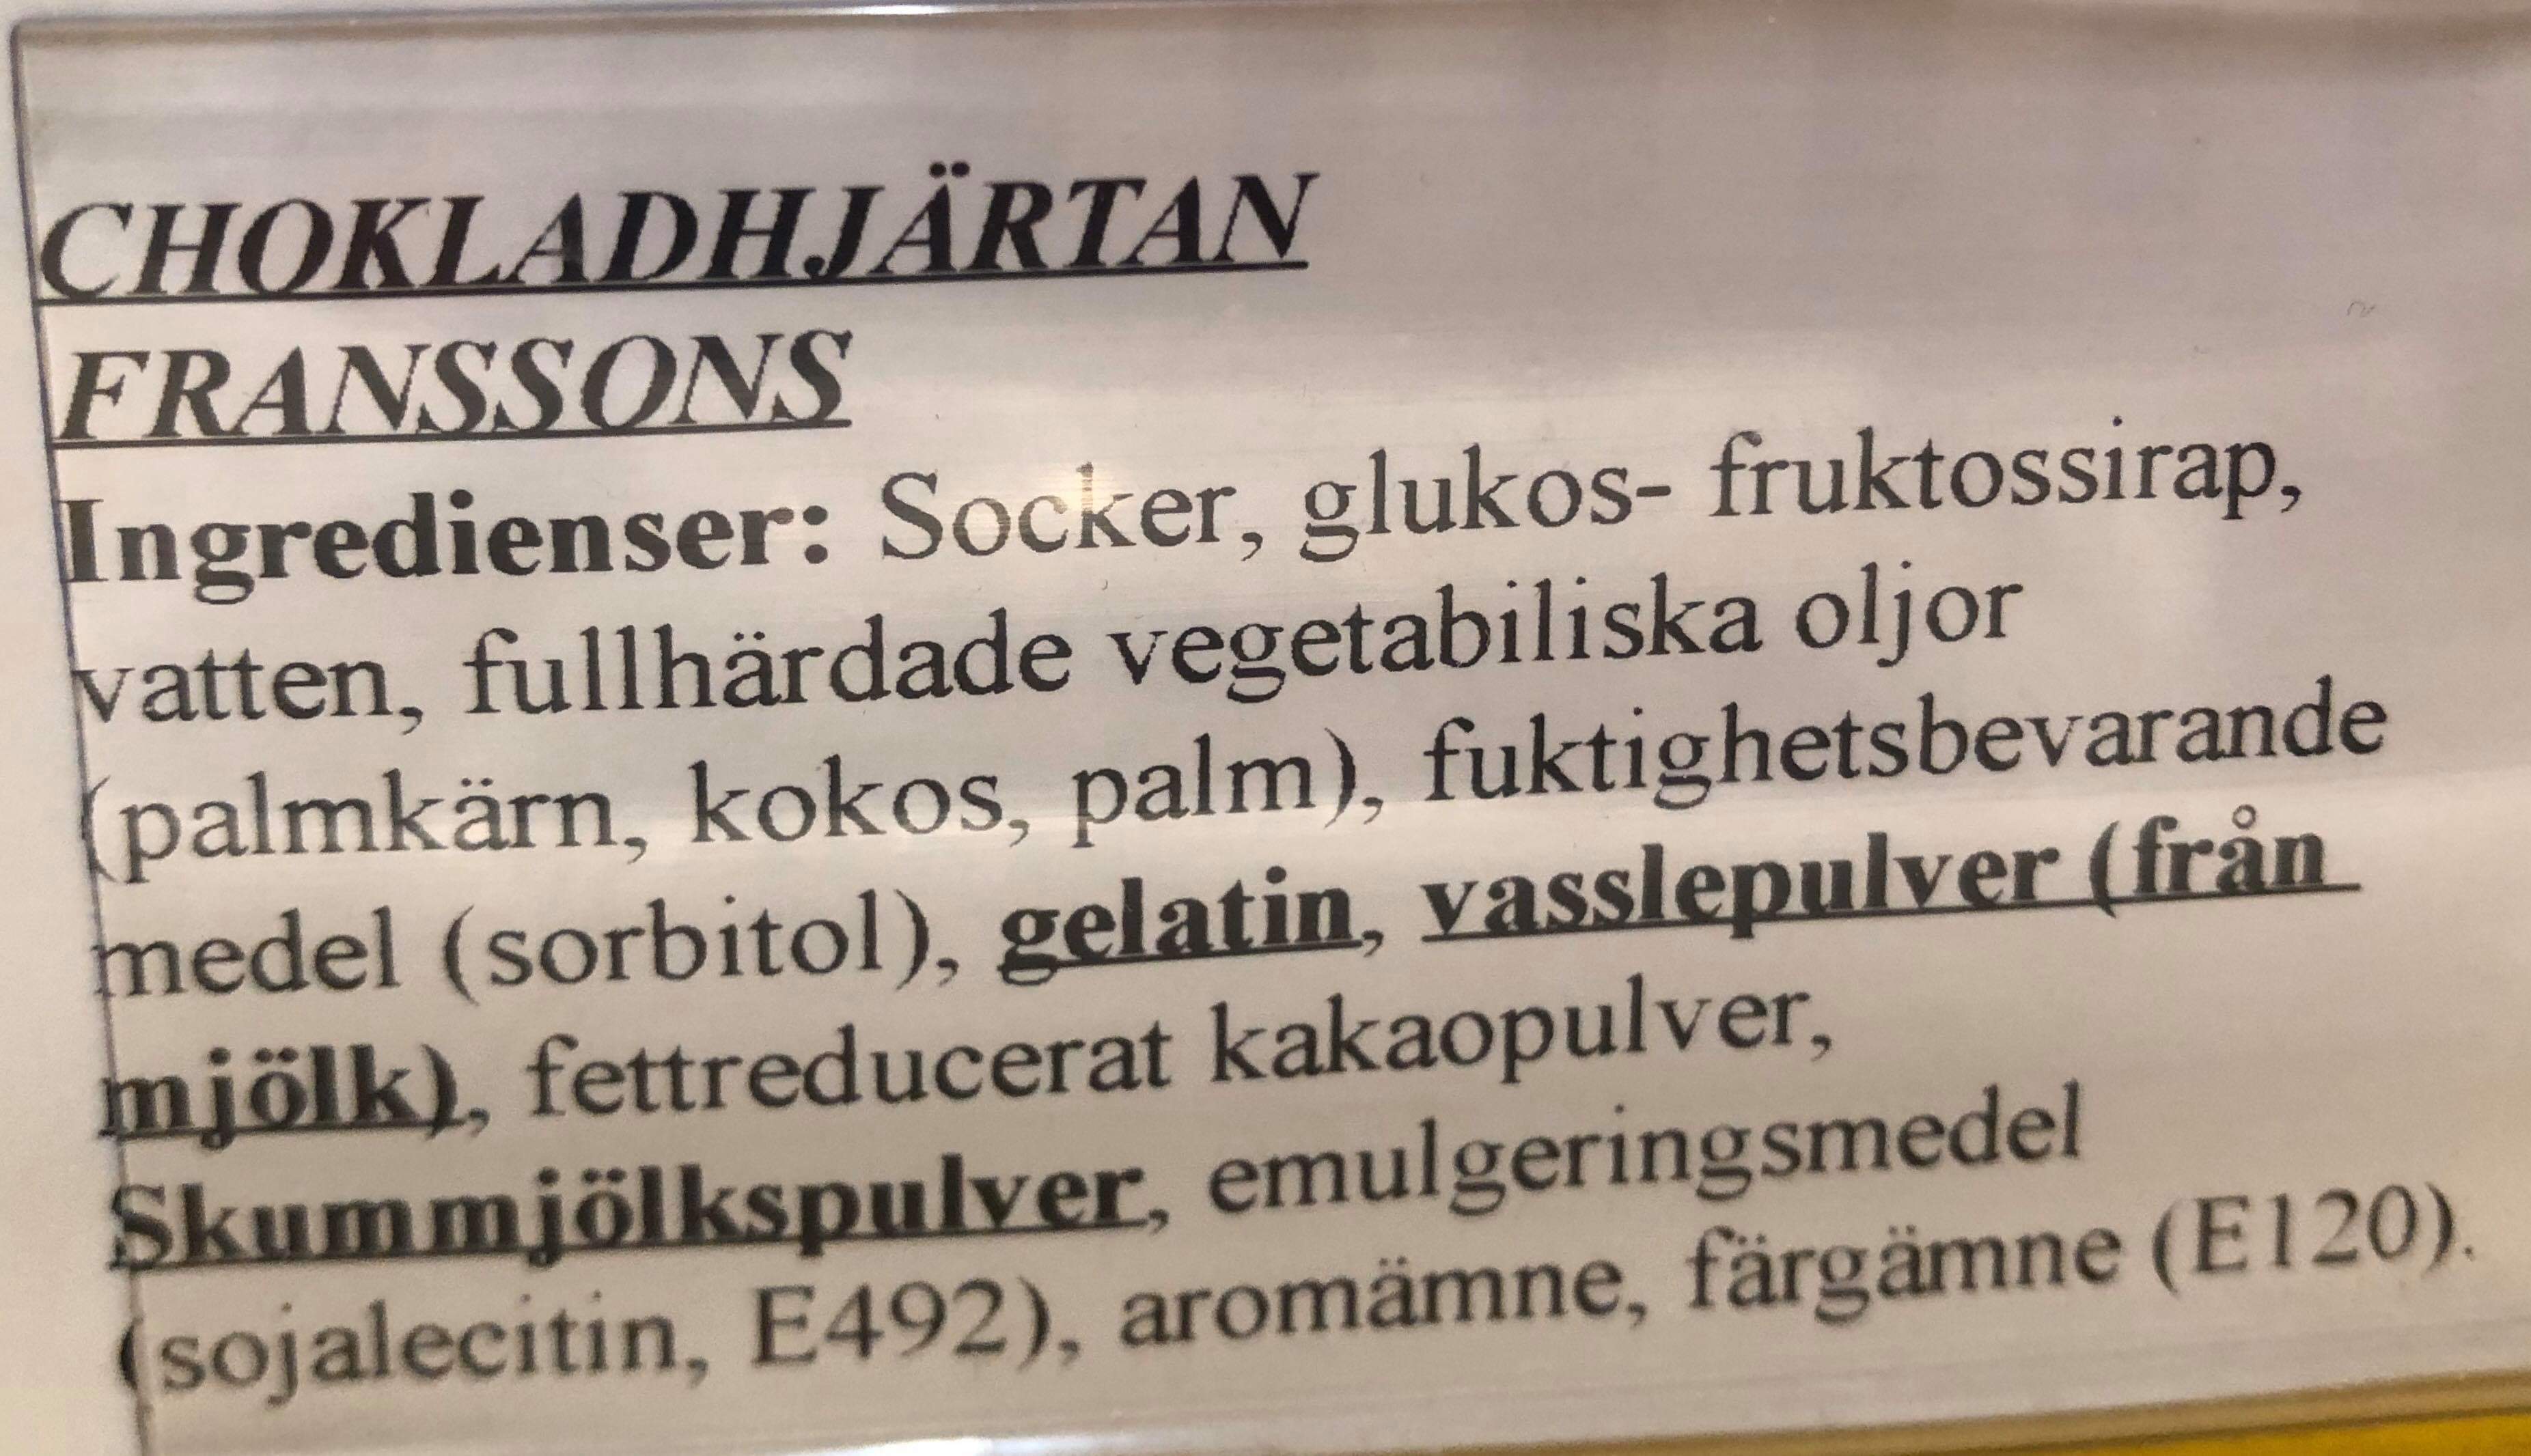 CHOKLADHJÄRTAN
FRANSSONS
Ingredienser: Socker, glukos- fruktossirap,
vatten, fullhärdade vegetabiliska oljor
(palmkärn, kokos, palm), fuktighetsbevarande
medel (sorbitol), gelatin, vasslepulver (från
mjölk), fettreducerat kakaopulver,
Skummjölkspulver, emulgeringsmedel
(sojalecitin, E492), aromämne, färgämne (E120).